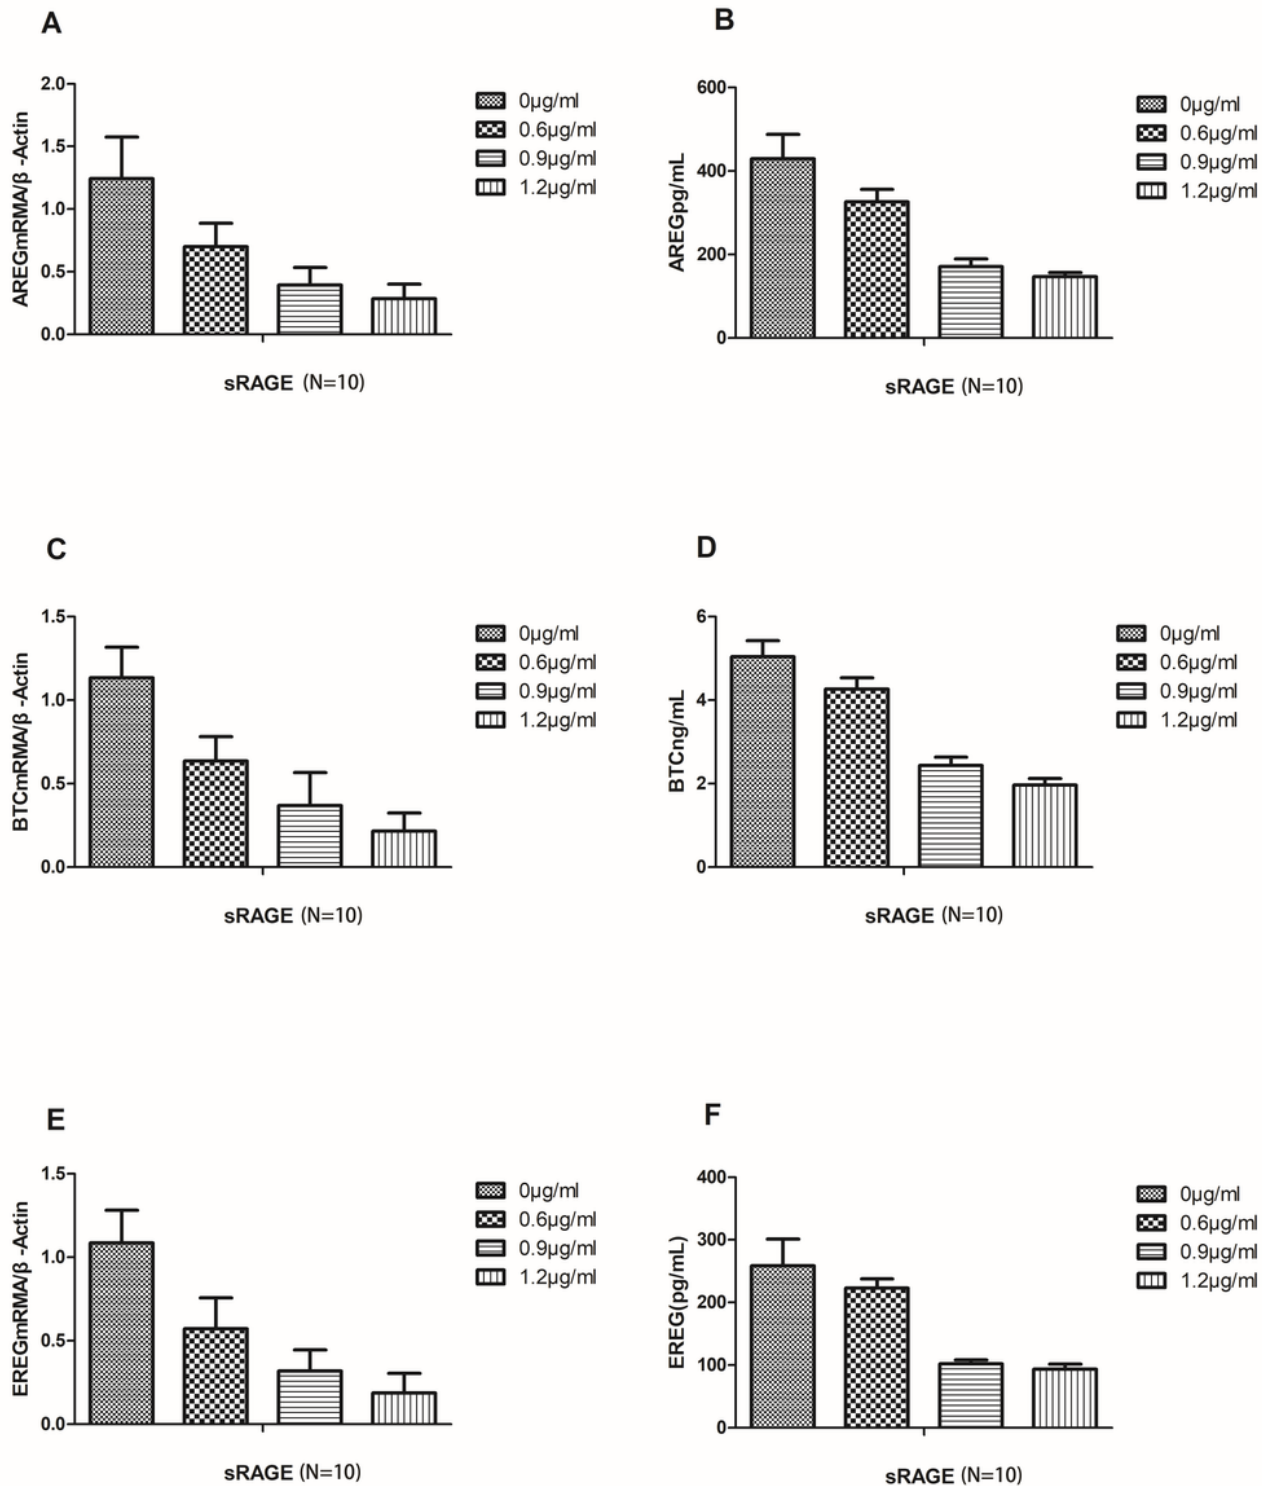 A
AREGmRMA/β -Actin
2.0
1.5
1.0
0.5
0.0
0µg/ml
0.6µg/ml
0.9µg/ml
1.2µg/ml
sRAGE (N=10)
B
AREGpg/mL
600
400
200
0
0µg/ml
0.6µg/ml
0.9µg/ml
1.2µg/ml
sRAGE (N=10)
C
BTCmRMA/β -Actin
1.5
1.0
0.5
0.0
0µg/ml
0.6µg/ml
0.9µg/ml
1.2µg/ml
sRAGE (N=10)
D
BTCng/mL
6
4
2
0
0µg/ml
0.6µg/ml
0.9µg/ml
1.2µg/ml
sRAGE (N=10)
E
EREGmRMA/β -Actin
1.5
1.0
0.5
0.0
0µg/ml
0.6µg/ml
0.9µg/ml
1.2µg/ml
sRAGE (N=10)
F
EREG(pg/mL)
400
300
200
100
0
0µg/ml
0.6µg/ml
0.9µg/ml
1.2µg/ml
sRAGE (N=10)